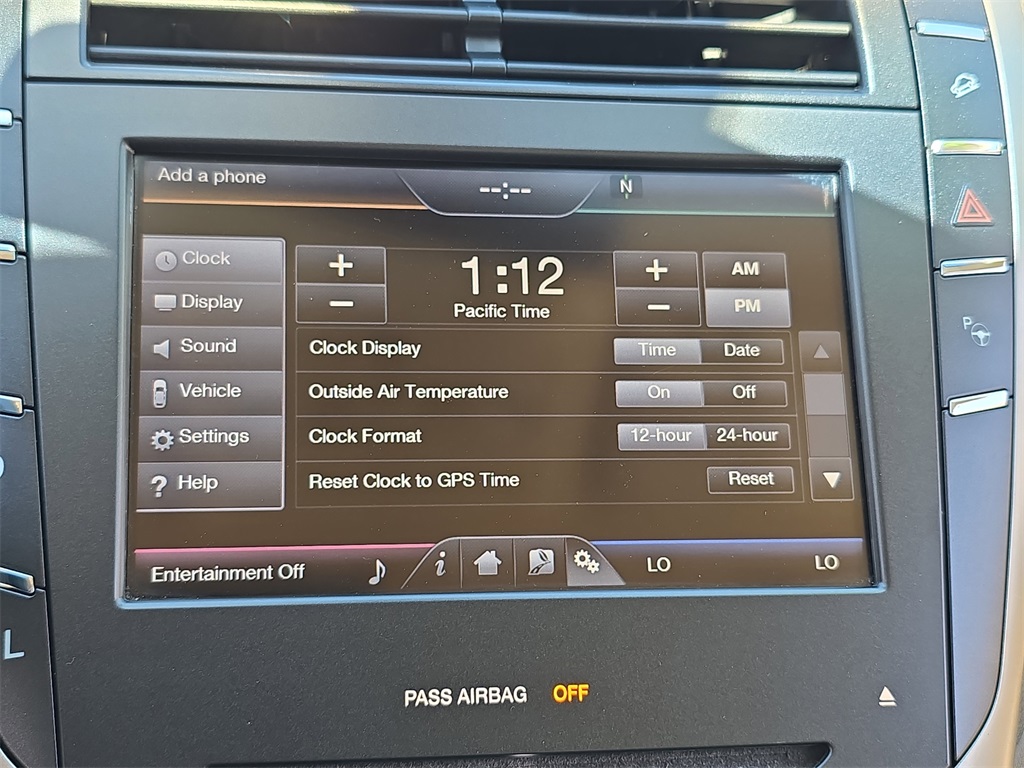 Add a phone
--:--
N
Clock
Display
Sound
Vehicle
Settings
Help
+
−
1:12
Pacific Time
+
−
AM
PM
Clock Display Time Date
Outside Air Temperature On Off
Clock Format 12-hour 24-hour
Reset Clock to GPS Time Reset
Entertainment Off
i
LO
LO
P
L
PASS AIRBAG OFF